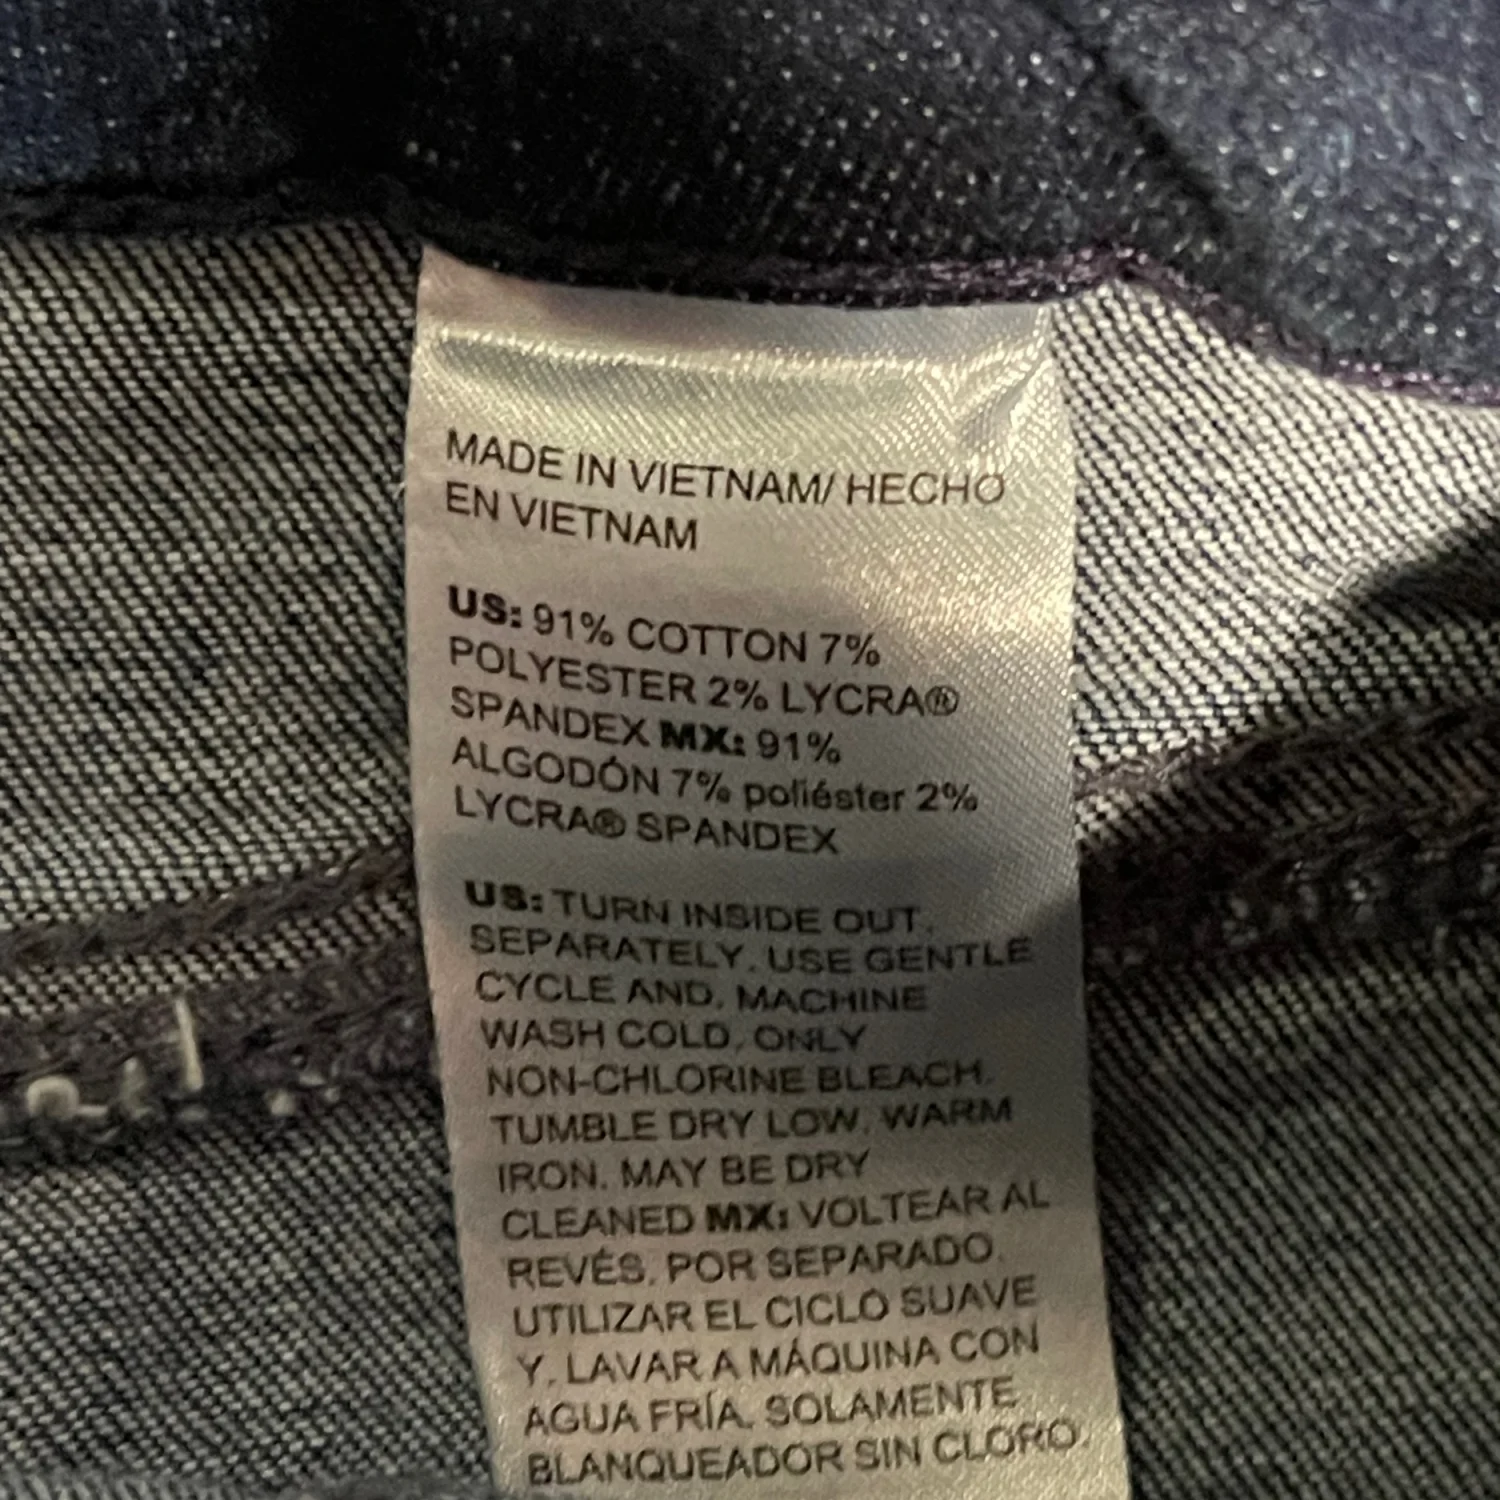 MADE IN VIETNAM/ HECHO
EN VIETNAM
US: 91% COTTON 7%
POLYESTER 2% LYCRA®
SPANDEX MX: 91%
ALGODÓN 7% poliéster 2%
LYCRA® SPANDEX
US: TURN INSIDE OUT.
SEPARATELY. USE GENTLE
CYCLE AND. MACHINE
WASH COLD. ONLY
NON-CHLORINE BLEACH.
TUMBLE DRY LOW. WARM
IRON. MAY BE DRY
CLEANED MX: VOLTEAR AL
REVÉS. POR SEPARADO.
UTILIZAR EL CICLO SUAVE
Y. LAVAR A MÁQUINA CON
AGUA FRÍA. SOLAMENTE
BLANQUEADOR SIN CLORO.